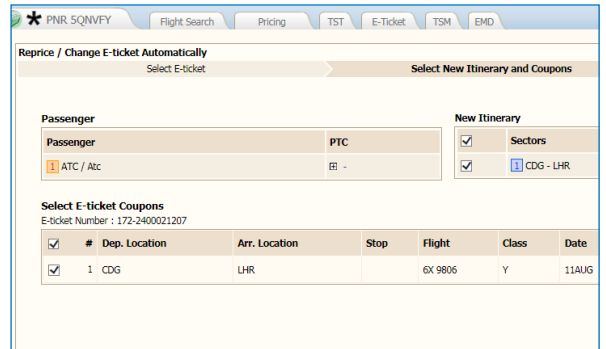 PNR 5QNVFY Flight Search Pricing TST E-Ticket TSM EMD
Reprice / Change E-ticket Automatically
Select E-ticket Select New Itinerary and Coupons
Passenger New Itinerary
Passenger PTC Sectors
1 ATC / Atc - 1 CDG - LHR
Select E-ticket Coupons
E-ticket Number : 172-2400021207
# Dep. Location Arr. Location Stop Flight Class Date
1 CDG LHR 6X 9806 Y 11AUG